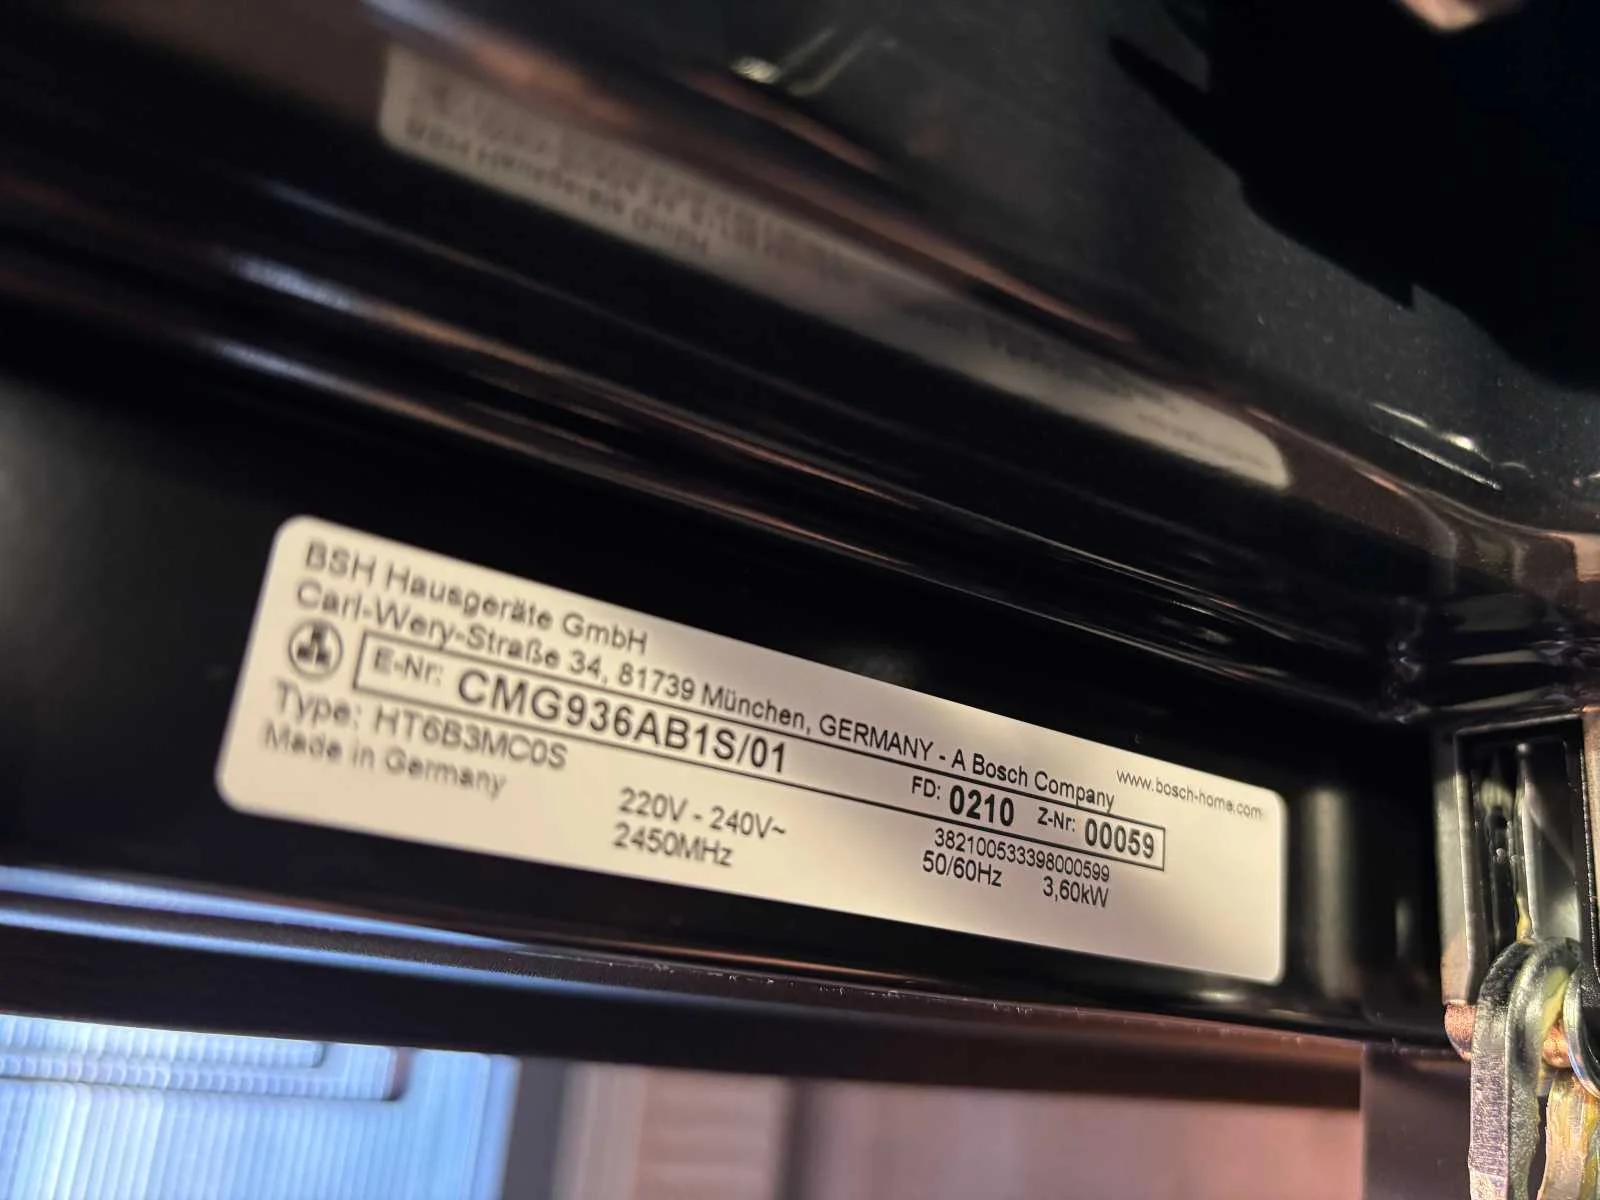 BSH Hausgeräte GmbH
Carl-Wery-Straße 34, 81739 München, GERMANY - A Bosch Company
www.bosch-home.com
E-Nr: CMG936AB1S/01 FD: 0210 Z-Nr: 00059
Type: HT6B3MC0S
382100533398000599
Made in Germany
220V - 240V~ 50/60Hz 3,60kW
2450MHz